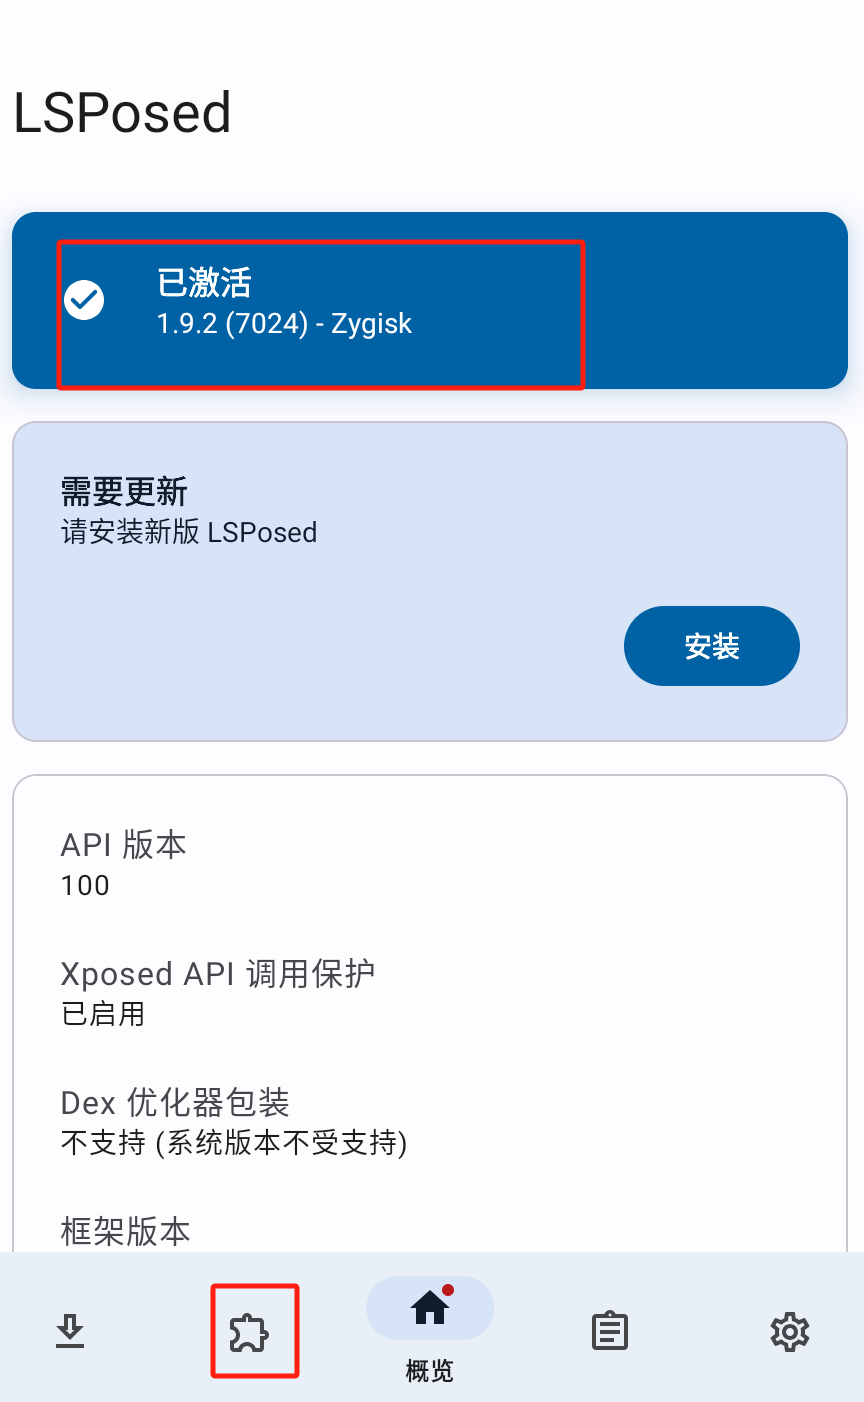 LSPosed
已激活
1.9.2 (7024) - Zygisk
需要更新
请安装新版 LSPosed
安装
API 版本
100
Xposed API 调用保护
已启用
Dex 优化器包装
不支持 (系统版本不受支持)
框架版本
概览